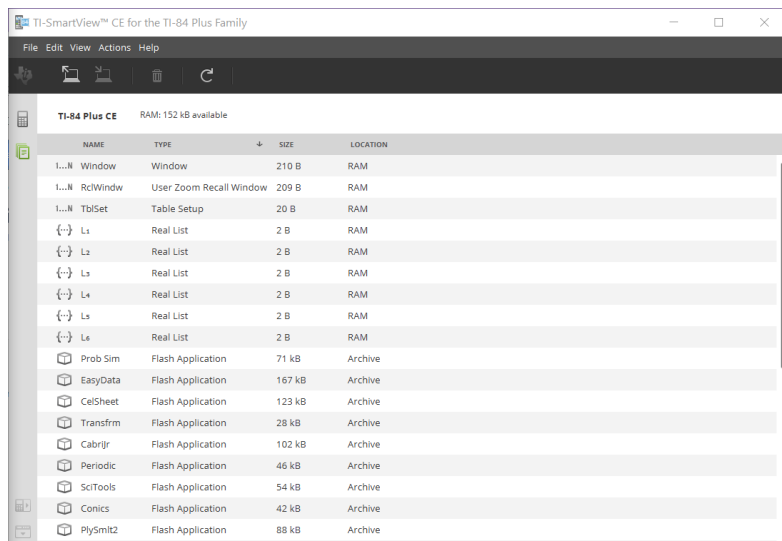 TI-SmartView™ CE for the TI-84 Plus Family
File Edit View Actions Help
TI-84 Plus CE RAM: 152 kB available
NAME TYPE SIZE LOCATION
1...N Window Window 210 B RAM
1...N RclWindw User Zoom Recall Window 209 B RAM
1...N TblSet Table Setup 20 B RAM
{...} L₁ Real List 2 B RAM
{...} L₂ Real List 2 B RAM
{...} L₃ Real List 2 B RAM
{...} L₄ Real List 2 B RAM
{...} L₅ Real List 2 B RAM
{...} L₆ Real List 2 B RAM
Prob Sim Flash Application 71 kB Archive
EasyData Flash Application 167 kB Archive
CelSheet Flash Application 123 kB Archive
Transfrm Flash Application 28 kB Archive
CabriJr Flash Application 102 kB Archive
Periodic Flash Application 46 kB Archive
SciTools Flash Application 54 kB Archive
Conics Flash Application 42 kB Archive
PlySmlt2 Flash Application 88 kB Archive